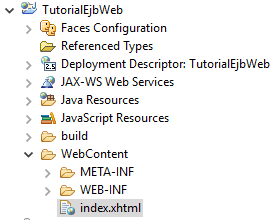 TutorialEjbWeb
Faces Configuration
Referenced Types
Deployment Descriptor: TutorialEjbWeb
JAX-WS Web Services
Java Resources
JavaScript Resources
build
WebContent
META-INF
WEB-INF
index.xhtml